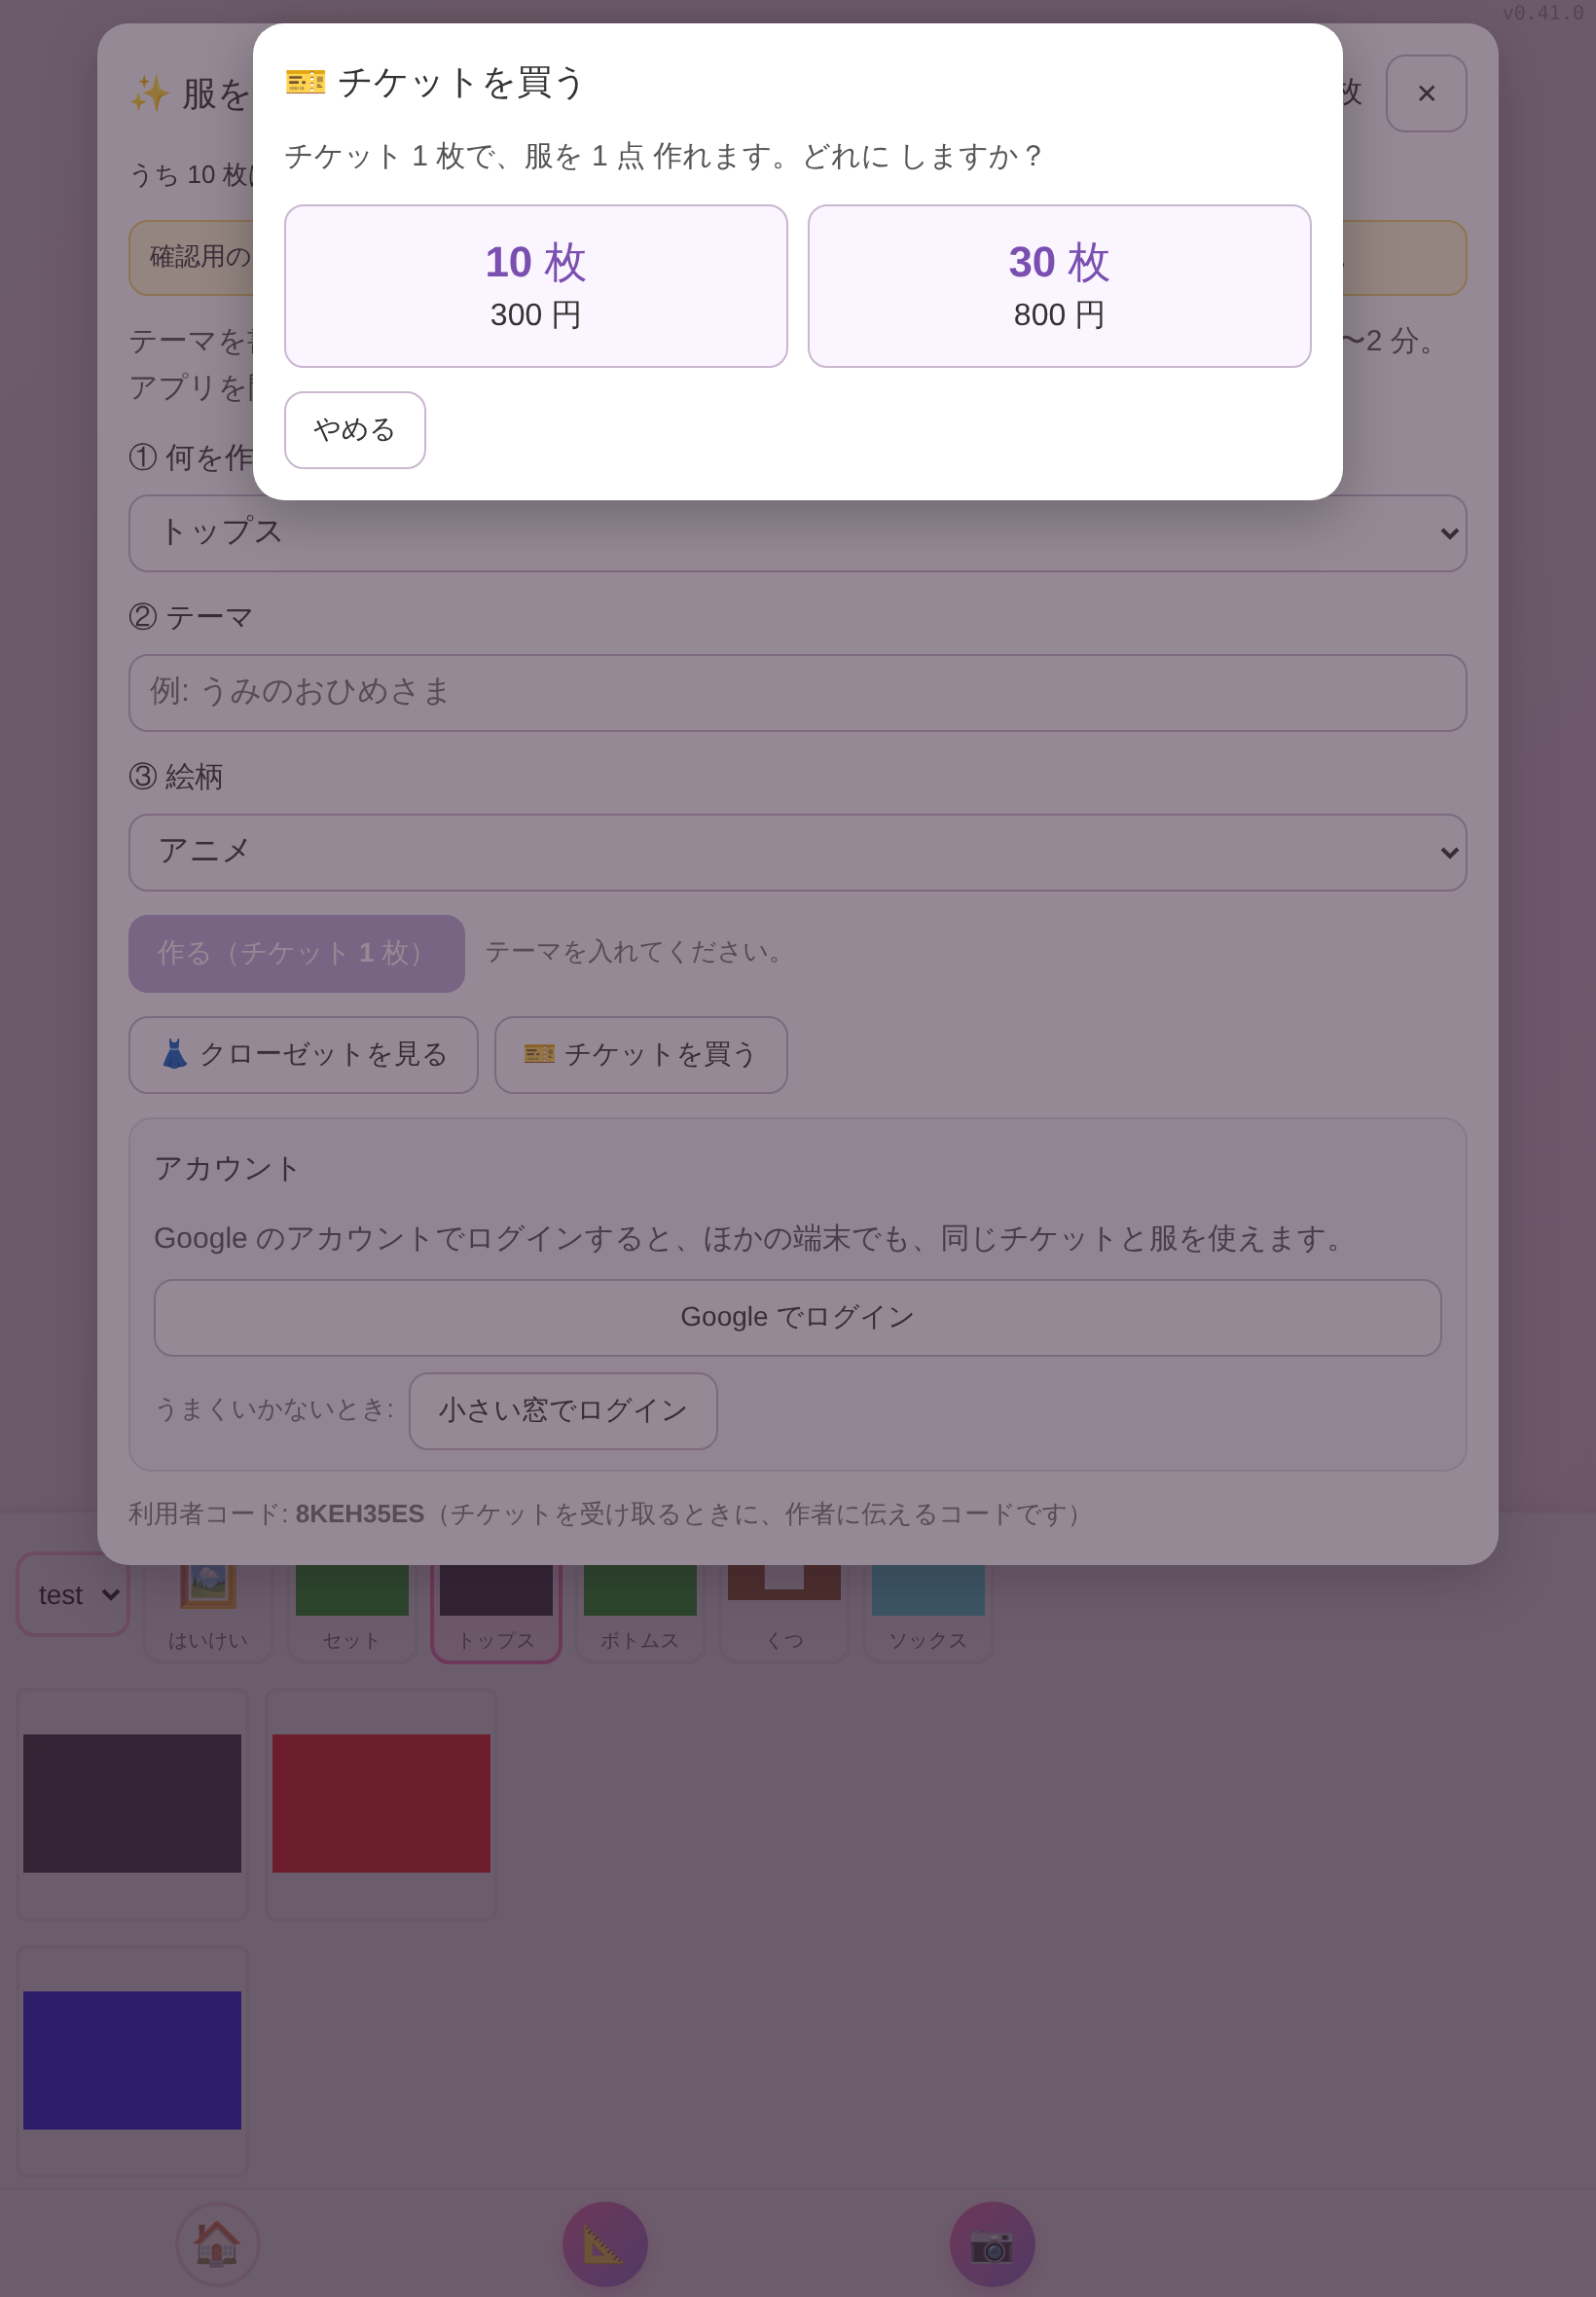 v0.41.0
🎫 チケットを買う
チケット 1 枚で、服を 1 点 作れます。どれに しますか？
10 枚
300 円
30 枚
800 円
やめる
✨ 服を
枚
×
うち 10 枚
確認用の
テーマを
〜2 分。
アプリを
① 何を作
トップス
② テーマ
例: うみのおひめさま
③ 絵柄
アニメ
作る（チケット 1 枚）
テーマを入れてください。
👗 クローゼットを見る
🎫 チケットを買う
アカウント
Google のアカウントでログインすると、ほかの端末でも、同じチケットと服を使えます。
Google でログイン
うまくいかないとき:
小さい窓でログイン
利用者コード: 8KEH35ES（チケットを受け取るときに、作者に伝えるコードです）
test
はいけい
セット
トップス
ボトムス
くつ
ソックス